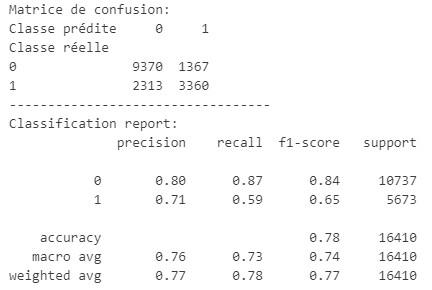 Matrice de confusion:
Classe prédite 0 1
Classe réelle
0 9370 1367
1 2313 3360
---------------------------------
Classification report:
precision recall f1-score support
0 0.80 0.87 0.84 10737
1 0.71 0.59 0.65 5673
accuracy 0.78 16410
macro avg 0.76 0.73 0.74 16410
weighted avg 0.77 0.78 0.77 16410